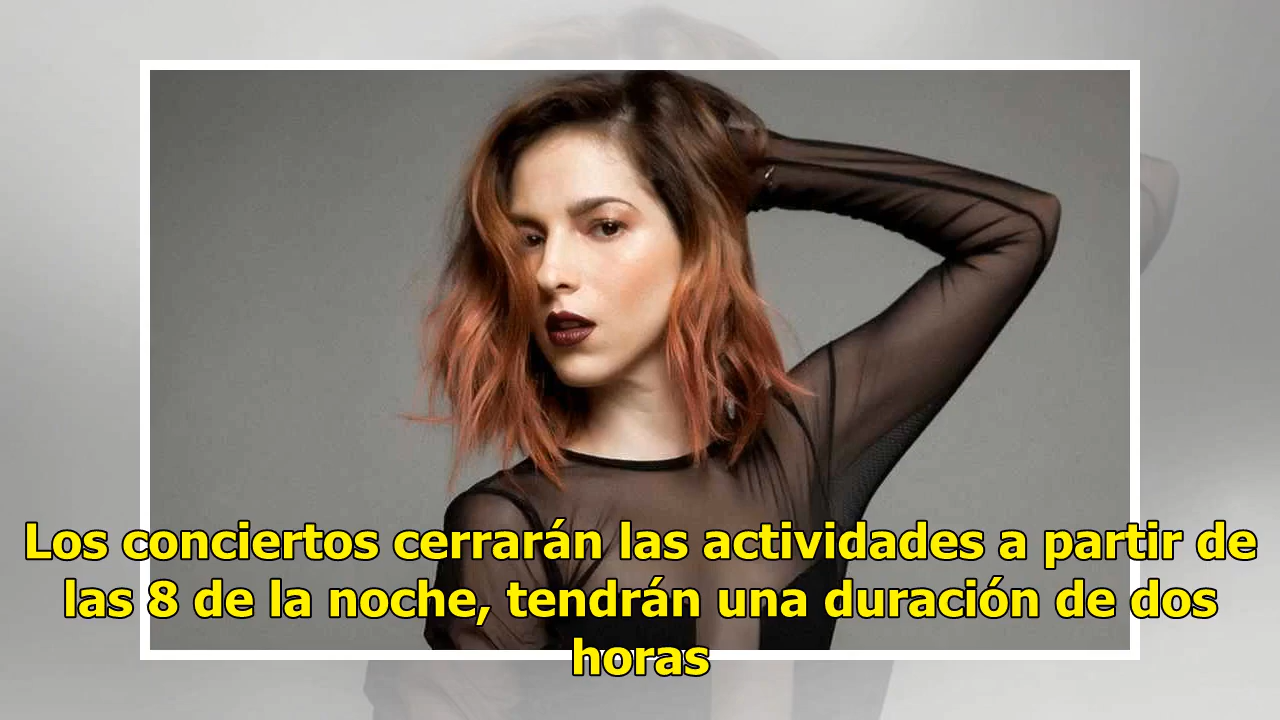 Los conciertos cerrarán las actividades a partir de
las 8 de la noche, tendrán una duración de dos
horas